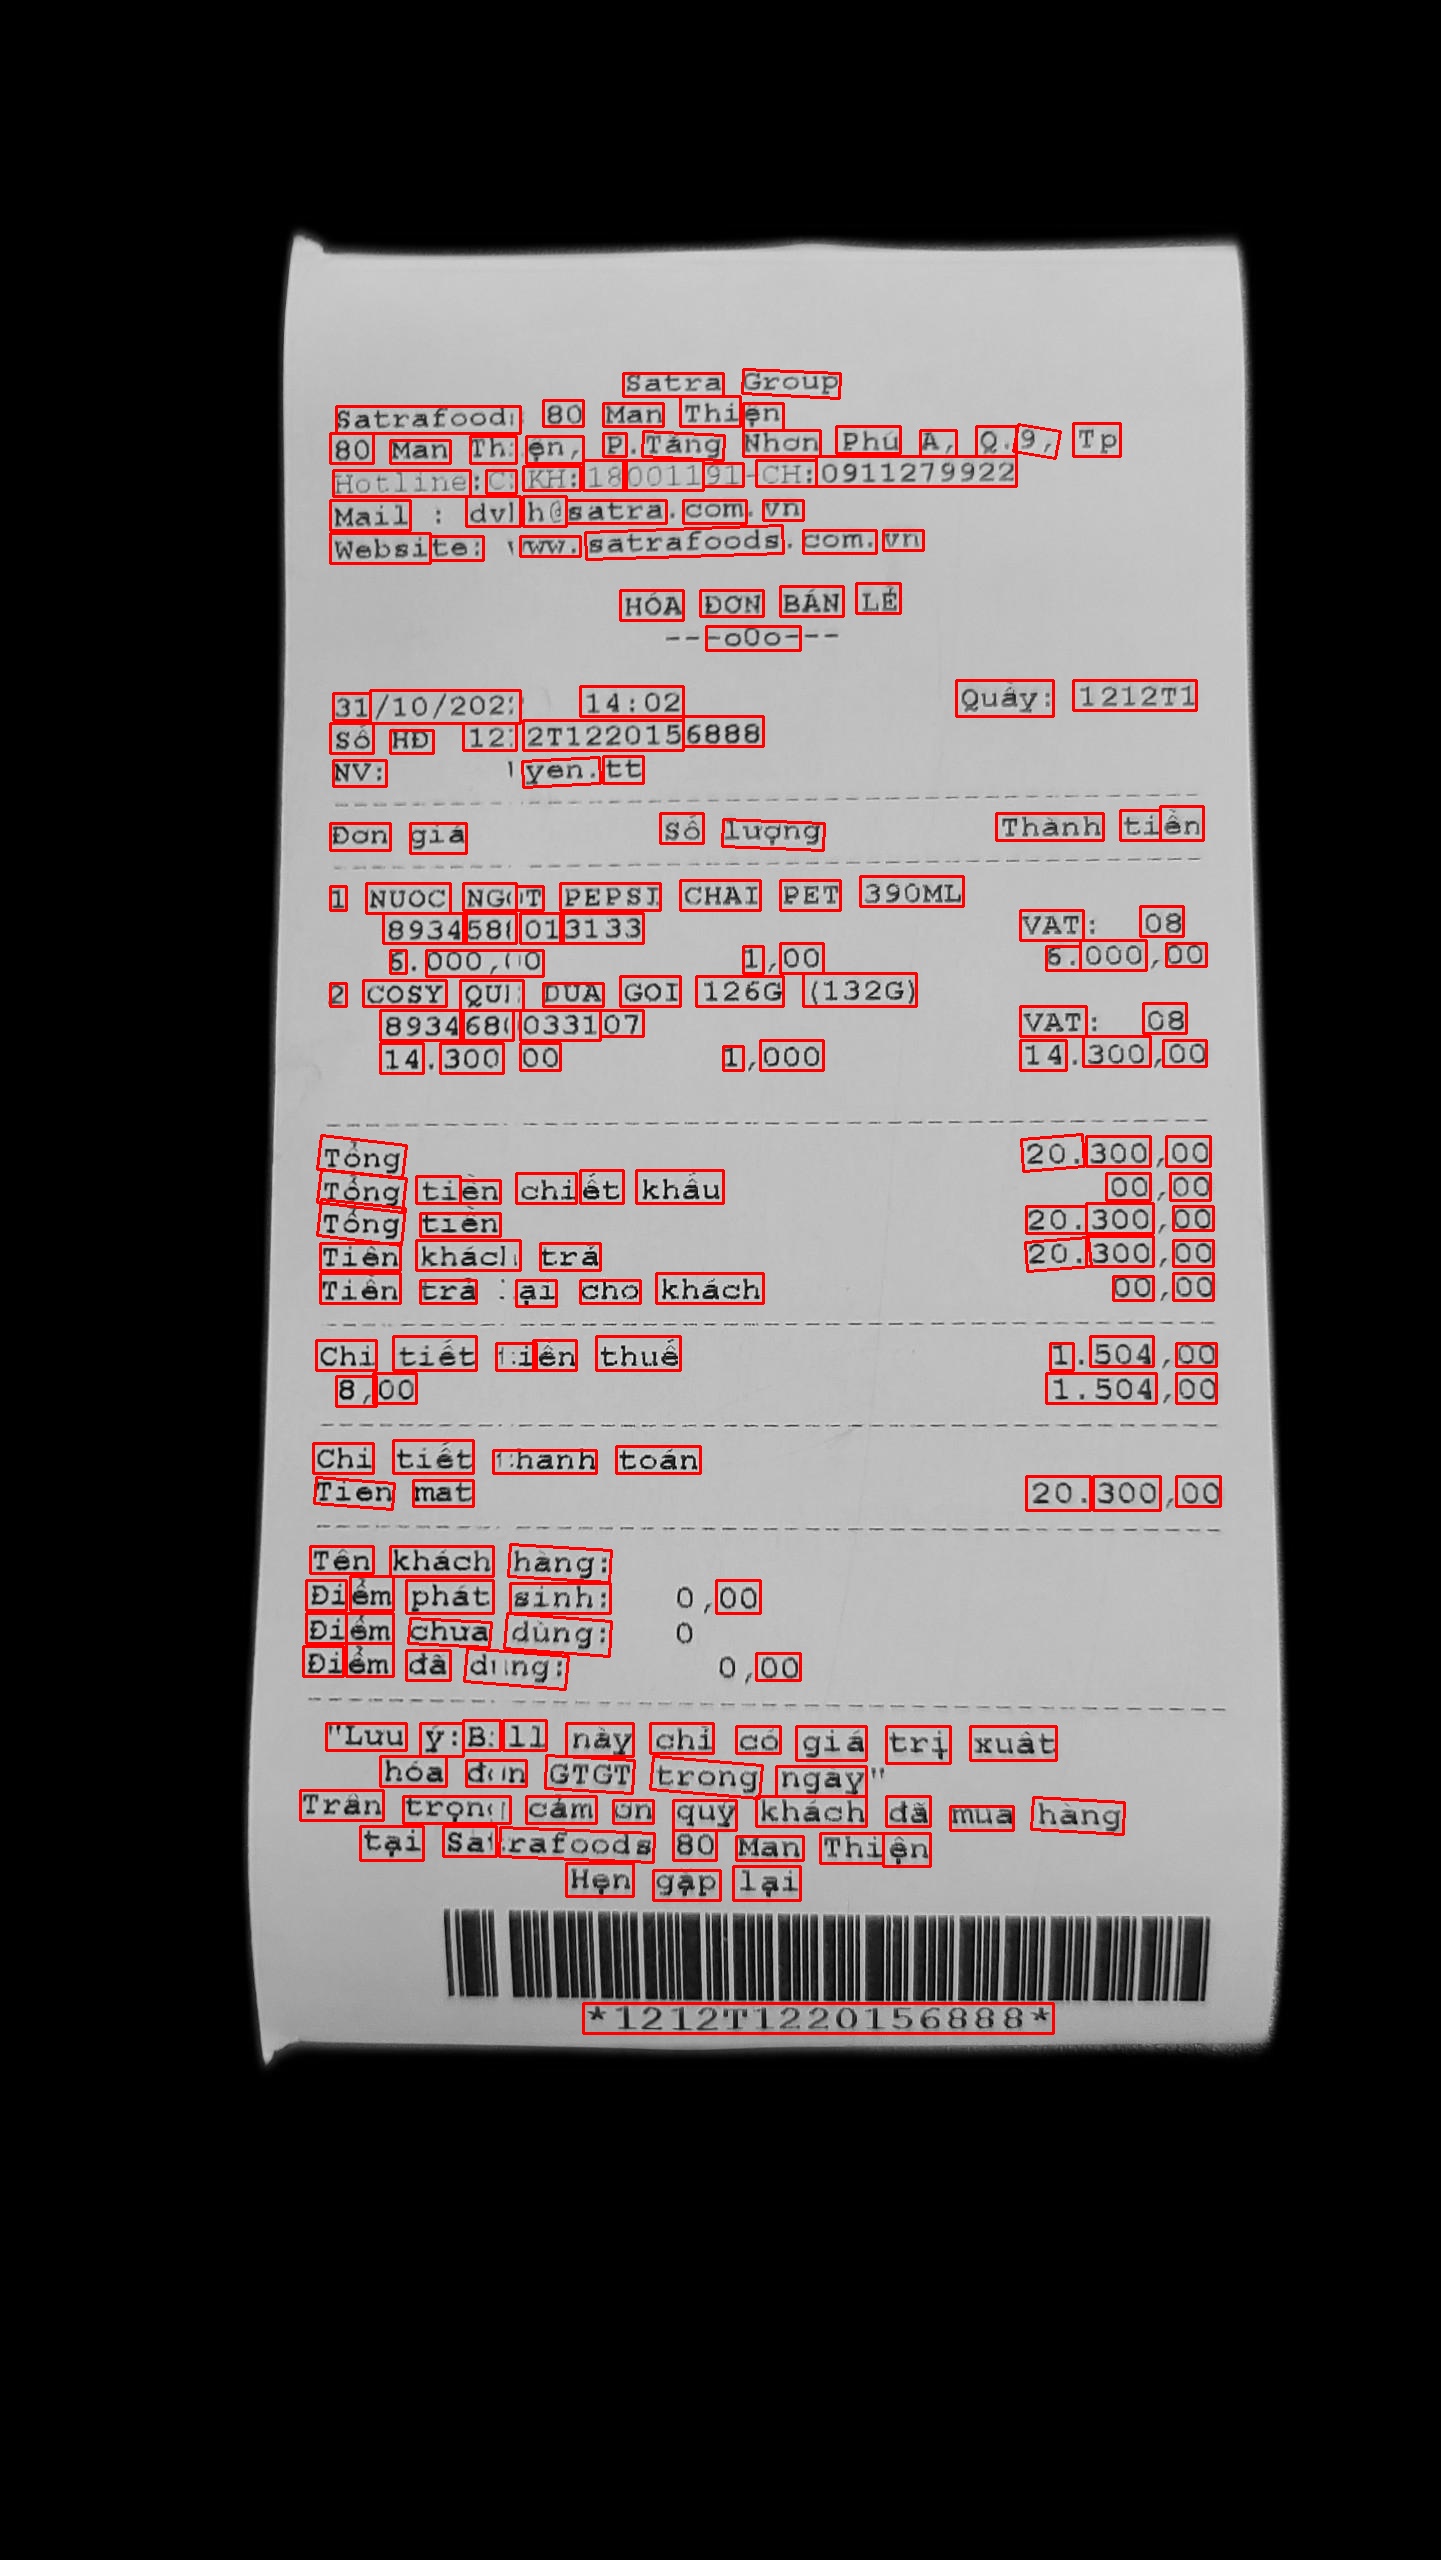 Satra Group
Satrafoods 80 Man Thiện
80 Man Thiện, P.Tăng Nhơn Phú A, Q.9, Tp
Hotline:CSKH:18001191-CH:0911279922
Mail : dvkh@satra.com.vn
Website: www.satrafoods.com.vn
HÓA ĐƠN BÁN LẺ
---oOo---
31/10/2022 14:02 Quầy: 1212T1
Số HĐ 1212T1220156888
NV: yen.tt
Đơn giá Số lượng Thành tiền
1 NUOC NGOT PEPSI CHAI PET 390ML
8934588013133 VAT: 08
6.000,00 1,00 6.000,00
2 COSY QUE DUA GOI 126G (132G)
8934680033107 VAT: 08
14.300,00 1,000 14.300,00
Tổng 20.300,00
Tổng tiền chiết khấu 00,00
Tổng tiền 20.300,00
Tiền khách trả 20.300,00
Tiền trả lại cho khách 00,00
Chi tiết tiền thuế 1.504,00
8,00 1.504,00
Chi tiết thanh toán
Tien mat 20.300,00
Tên khách hàng:
Điểm phát sinh: 0,00
Điểm chưa dùng: 0
Điểm đã dùng: 0,00
"Lưu ý:Bill này chỉ có giá trị xuất
hóa đơn GTGT trong ngày"
Trân trọng cảm ơn quý khách đã mua hàng
tại Satrafoods 80 Man Thiện
Hẹn gặp lại
*1212T1220156888*